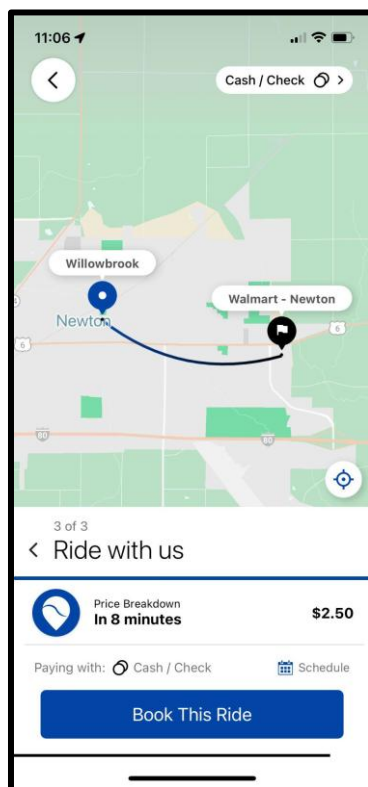 11:06
Cash / Check
Willowbrook
Walmart - Newton
Newton
6
6
80
80
3 of 3
Ride with us
Price Breakdown
In 8 minutes
$2.50
Paying with: Cash / Check
Schedule
Book This Ride